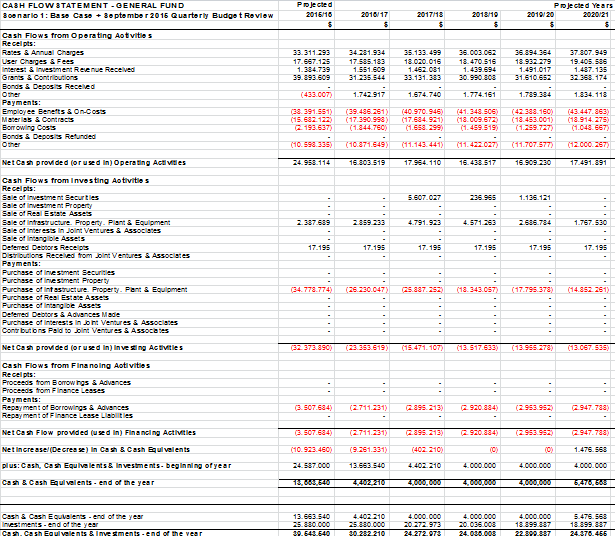 CASH FLOW STATEMENT - GENERAL FUND Projected Projected Years
Scenario 1: Base Case + September 2015 Quarterly Budget Review 2015/16 2016/17 2017/18 2018/19 2019/20 2020/21
$ $ $ $ $ $
Cash Flows from Operating Activities
Receipts:
Rates & Annual Charges 33,311,293 34,281,934 35,133,499 36,003,062 36,894,364 37,807,949
User Charges & Fees 17,667,125 17,585,183 18,020,016 18,470,516 18,932,279 19,405,586
Interest & Investment Revenue Received 1,384,739 1,551,609 1,462,081 1,439,694 1,491,017 1,487,135
Grants & Contributions 39,893,609 31,235,544 33,131,383 30,990,808 31,610,652 32,368,174
Bonds & Deposits Received - - - - - -
Other (433,007) 1,742,917 1,674,740 1,774,161 1,789,384 1,834,118
Payments:
Employee Benefits & On-Costs (38,391,551) (39,486,261) (40,970,946) (41,348,506) (42,388,160) (43,447,863)
Materials & Contracts (15,682,122) (17,390,998) (17,684,921) (18,009,672) (18,453,001) (18,914,275)
Borrowing Costs (2,193,637) (1,844,760) (1,658,299) (1,459,519) (1,259,727) (1,048,667)
Bonds & Deposits Refunded - - - - - -
Other (10,598,335) (10,871,649) (11,143,441) (11,422,027) (11,707,577) (12,000,267)
Net Cash provided (or used in) Operating Activities 24,958,114 16,803,519 17,964,110 16,438,517 16,909,230 17,491,891
Cash Flows from Investing Activities
Receipts:
Sale of Investment Securities - - 5,607,027 236,965 1,136,121 -
Sale of Investment Property - - - - - -
Sale of Real Estate Assets - - - - - -
Sale of Infrastructure, Property, Plant & Equipment 2,387,689 2,859,233 4,791,923 4,571,263 2,686,784 1,767,530
Sale of Interests in Joint Ventures & Associates - - - - - -
Sale of Intangible Assets - - - - - -
Deferred Debtors Receipts 17,195 17,195 17,195 17,195 17,195 17,195
Distributions Received from Joint Ventures & Associates - - - - - -
Payments:
Purchase of Investment Securities - - - - - -
Purchase of Investment Property - - - - - -
Purchase of Infrastructure, Property, Plant & Equipment (34,778,774) (26,230,047) (25,887,252) (18,343,057) (17,795,378) (14,852,261)
Purchase of Real Estate Assets - - - - - -
Purchase of Intangible Assets - - - - - -
Deferred Debtors & Advances Made - - - - - -
Purchase of Interests in Joint Ventures & Associates - - - - - -
Contributions Paid to Joint Ventures & Associates - - - - - -
Net Cash provided (or used in) Investing Activities (32,373,890) (23,353,619) (15,471,107) (13,517,633) (13,955,278) (13,067,535)
Cash Flows from Financing Activities
Receipts:
Proceeds from Borrowings & Advances - - - - - -
Proceeds from Finance Leases - - - - - -
Payments:
Repayment of Borrowings & Advances (3,507,684) (2,711,231) (2,895,213) (2,920,884) (2,953,952) (2,947,788)
Repayment of Finance Lease Liabilities - - - - - -
Net Cash Flow provided (used in) Financing Activities (3,507,684) (2,711,231) (2,895,213) (2,920,884) (2,953,952) (2,947,788)
Net Increase/(Decrease) in Cash & Cash Equivalents (10,923,460) (9,261,331) (402,210) (0) (0) 1,476,568
plus: Cash, Cash Equivalents & Investments - beginning of year 24,587,000 13,663,540 4,402,210 4,000,000 4,000,000 4,000,000
Cash & Cash Equivalents - end of the year 13,663,540 4,402,210 4,000,000 4,000,000 4,000,000 5,476,568
Cash & Cash Equivalents - end of the year 13,663,540 4,402,210 4,000,000 4,000,000 4,000,000 5,476,568
Investments - end of the year 25,880,000 25,880,000 20,272,973 20,036,008 18,899,887 18,899,887
Cash, Cash Equivalents & Investments - end of the year 39,543,540 30,282,210 24,272,973 24,036,008 22,899,887 24,376,455